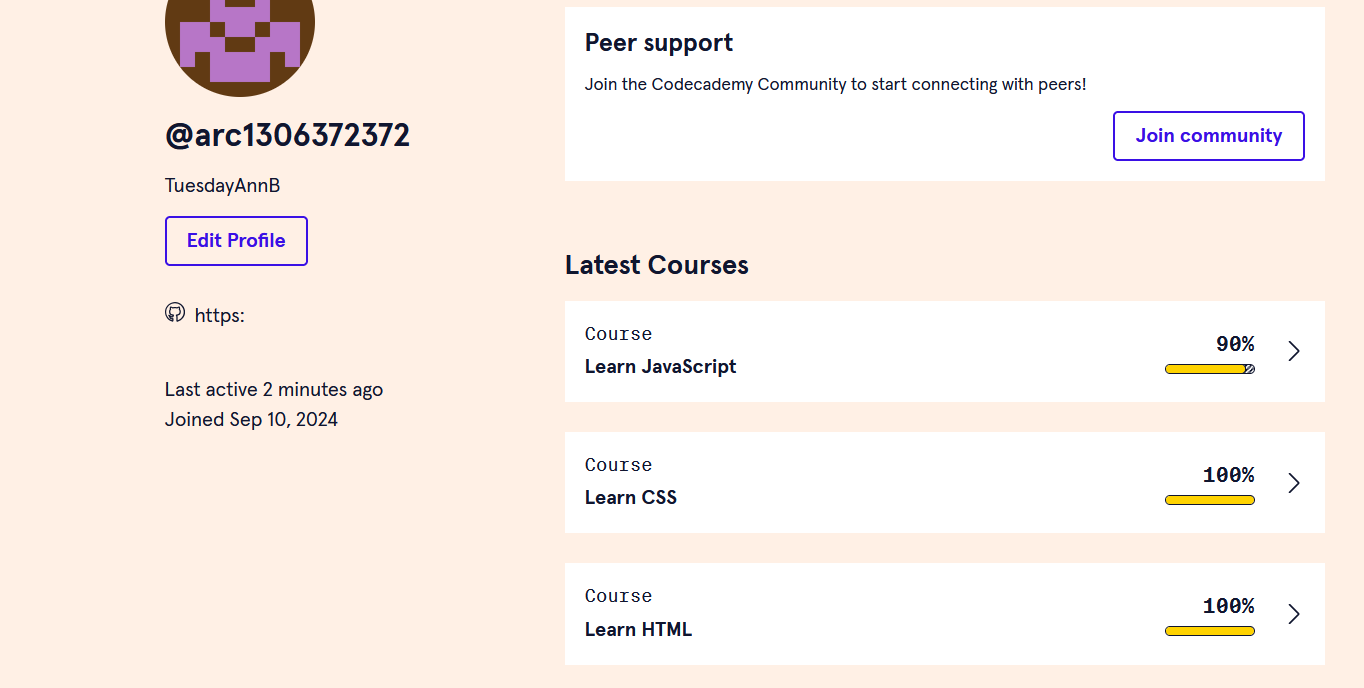 @arc1306372372
TuesdayAnnB
Edit Profile
https:
Last active 2 minutes ago
Joined Sep 10, 2024
Peer support
Join the Codecademy Community to start connecting with peers!
Join community
Latest Courses
Course
Learn JavaScript
90%
Course
Learn CSS
100%
Course
Learn HTML
100%